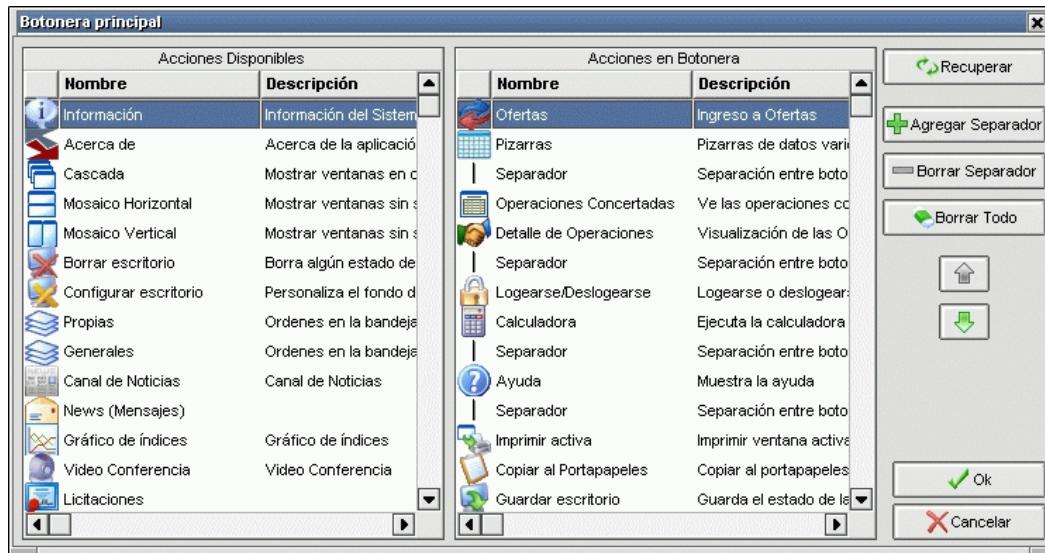 Botonera principal
Acciones Disponibles
Nombre Descripción
Información Información del Sistem
Acerca de Acerca de la aplicació
Cascada Mostrar ventanas en c
Mosaico Horizontal Mostrar ventanas sin s
Mosaico Vertical Mostrar ventanas sin s
Borrar escritorio Borra algún estado de
Configurar escritorio Personaliza el fondo d
Propias Ordenes en la bandeja
Generales Ordenes en la bandeja
Canal de Noticias Canal de Noticias
News (Mensajes)
Gráfico de índices Gráfico de índices
Video Conferencia Video Conferencia
Licitaciones
Acciones en Botonera
Nombre Descripción
Ofertas Ingreso a Ofertas
Pizarras Pizarras de datos vari
Separador Separación entre boto
Operaciones Concertadas Ve las operaciones co
Detalle de Operaciones Visualización de las O
Separador Separación entre boto
Logearse/Deslogearse Logearse o deslogear
Calculadora Ejecuta la calculadora
Separador Separación entre boto
Ayuda Muestra la ayuda
Separador Separación entre boto
Imprimir activa Imprimir ventana activa
Copiar al Portapapeles Copiar al portapapeles
Guardar escritorio Guarda el estado de la
Recuperar
Agregar Separador
Borrar Separador
Borrar Todo
Ok
Cancelar